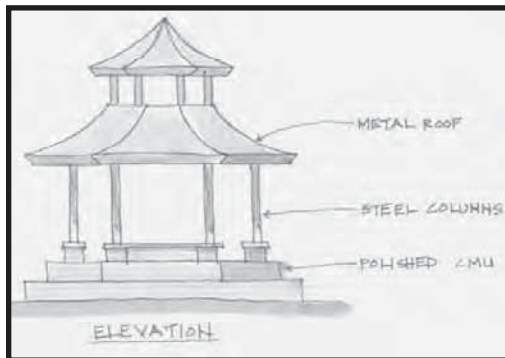 METAL ROOF
STEEL COLUMNS
POLISHED CMU
ELEVATION